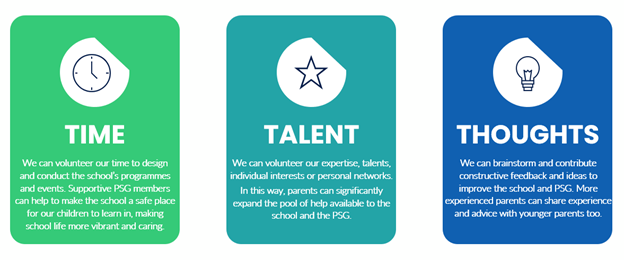 TIME
We can volunteer our time to design
and conduct the school's programmes
and events. Supportive PSG members
can help to make the school a safe place
for our children to learn in, making
school life more vibrant and caring.
TALENT
We can volunteer our expertise, talents,
individual interests or personal networks.
In this way, parents can significantly
expand the pool of help available to the
school and the PSG.
THOUGHTS
We can brainstorm and contribute
constructive feedback and ideas to
improve the school and PSG. More
experienced parents can share experience
and advice with younger parents too.